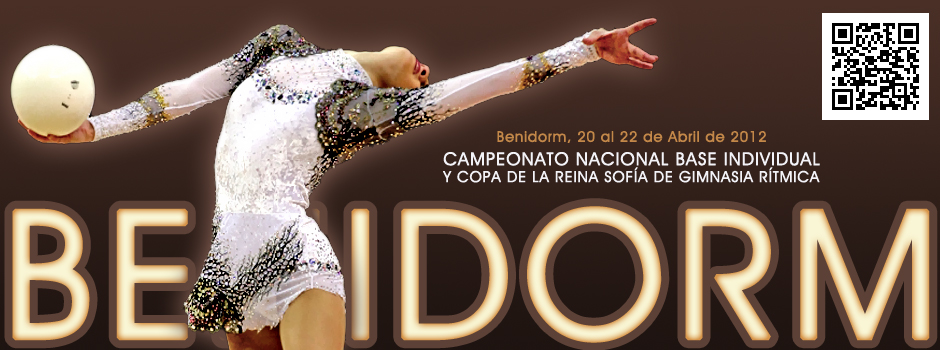 Benidorm, 20 al 22 de Abril de 2012
CAMPEONATO NACIONAL BASE INDIVIDUAL
Y COPA DE LA REINA SOFÍA DE GIMNASIA RÍTMICA
BENIDORM